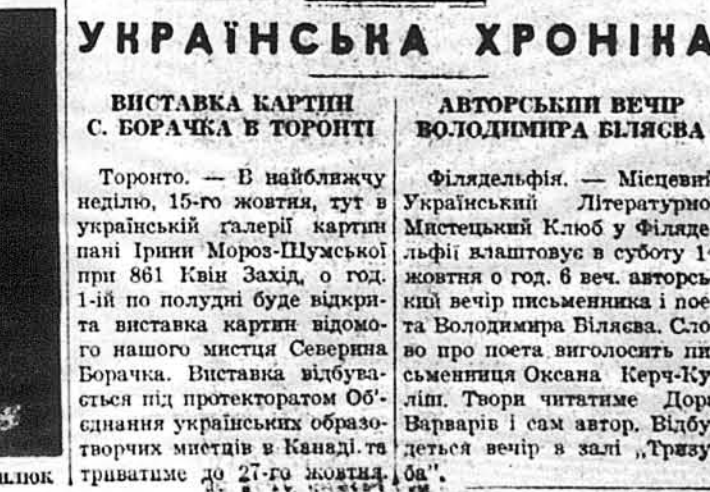 УКРАЇНСЬКА ХРОНІКА
ВИСТАВКА КАРТИН
С. БОРАЧКА В ТОРОНТІ
Торонто. — В найближчу
неділю, 15-го жовтня, тут в
українській галерії картин
пані Ірини Мороз-Шумської
при 861 Квін Захід, о год.
1-ій по полудні буде відкри-
та виставка картин відомо-
го нашого мистця Северина
Борачка. Виставка відбува-
ється під протекторатом Об'-
єднання українських образо-
творчих мистців в Канаді та
триватиме до 27-го жовтня.
АВТОРСЬКИЙ ВЕЧІР
ВОЛОДИМИРА БІЛЯЄВА
Філядельфія. — Місцевий
Український Літературно
Мистецький Клюб у Філяде
льфії влаштовує в суботу
жовтня о год. 6 веч. авторсь
кий вечір письменника і пое
та Володимира Біляєва. Сло
во про поета виголосить пи
сьменниця Оксана Керч-Ку
ліш. Твори читатиме Дора
Варварів і сам автор. Відбу
деться вечір в залі „Тризу
ба".